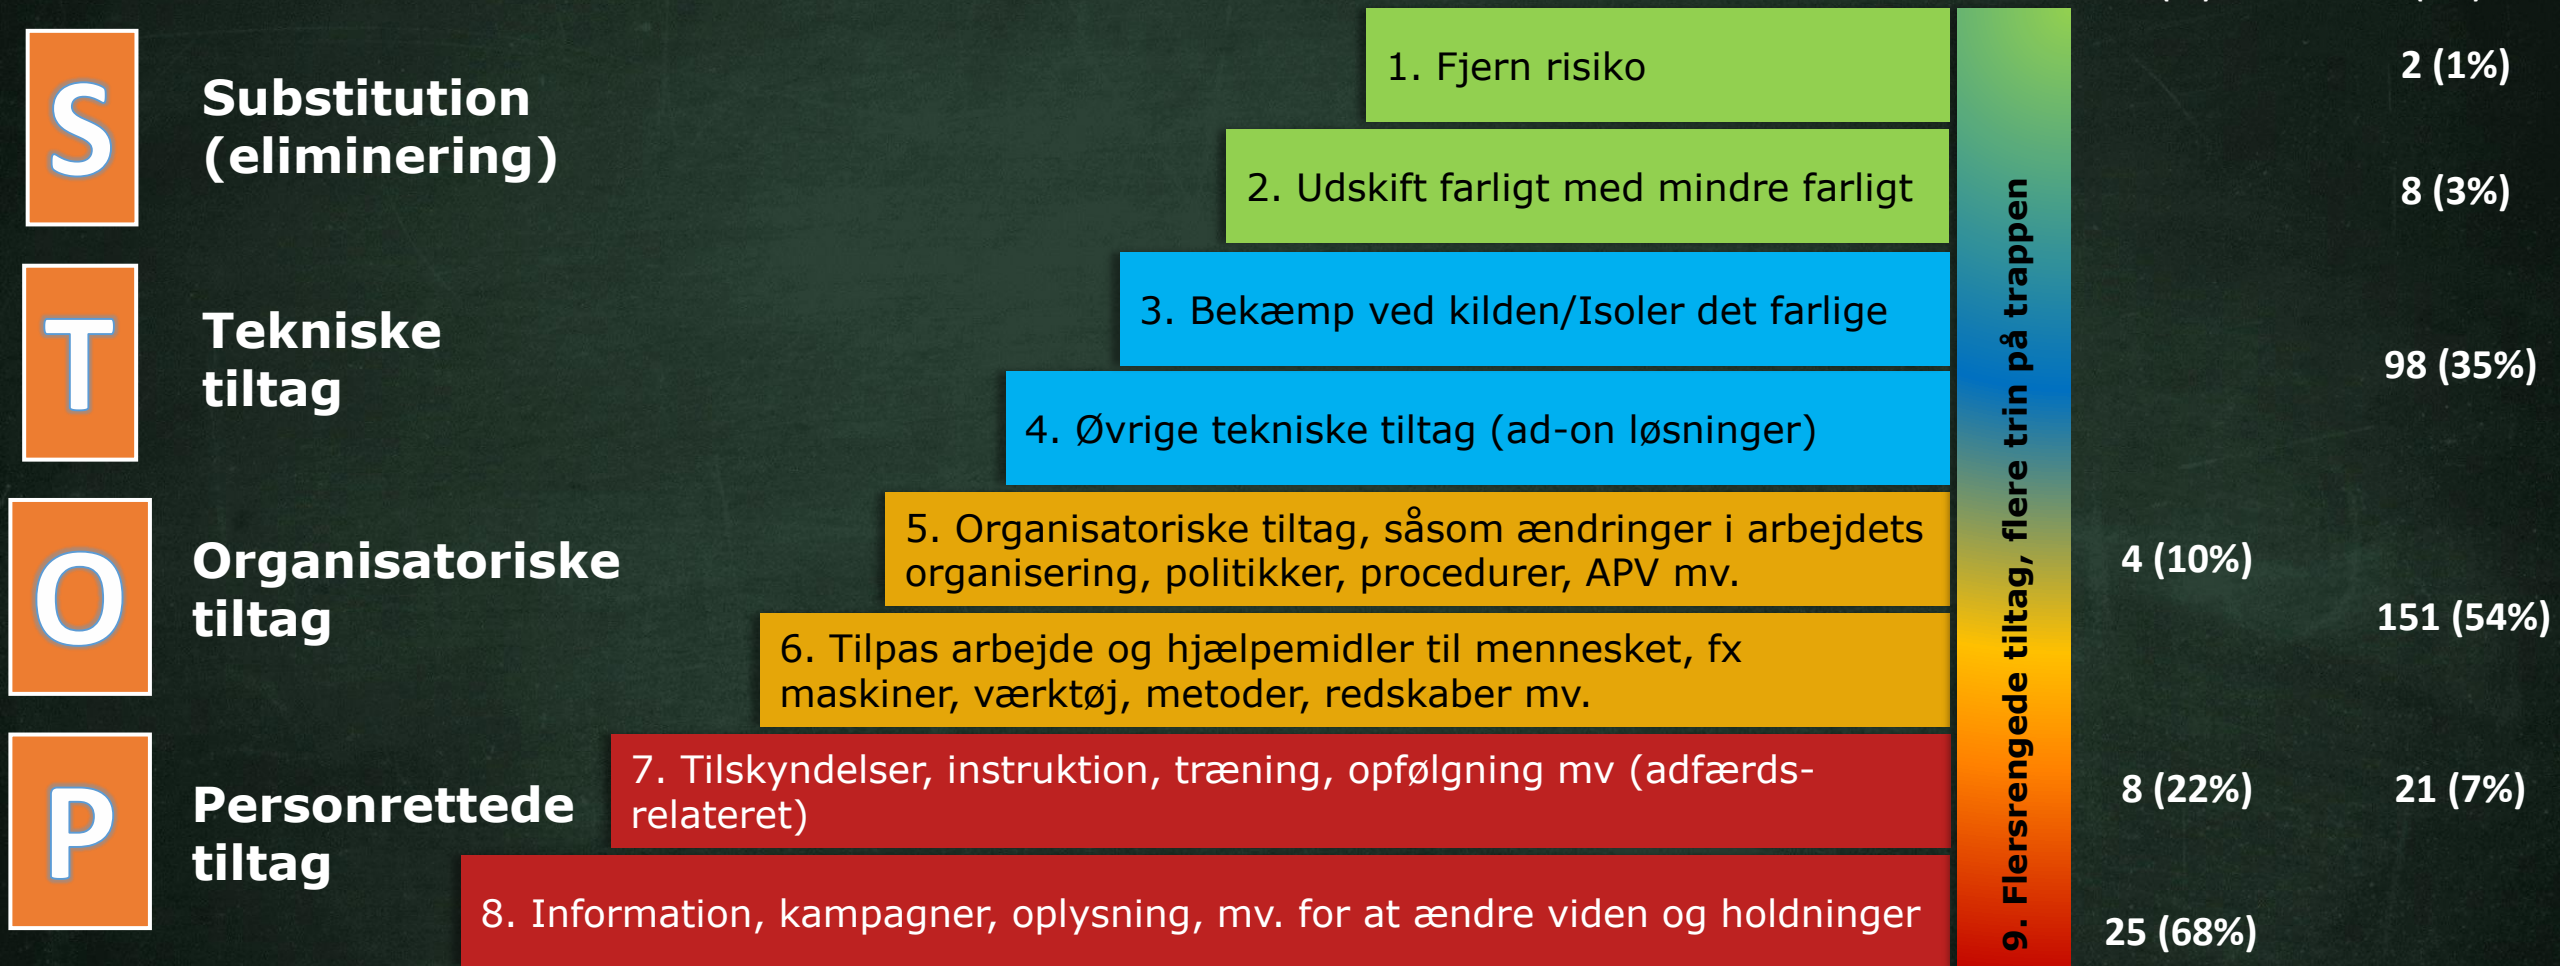 S
Substitution
(eliminering)
1. Fjern risiko
2 (1%)
2. Udskift farligt med mindre farligt
8 (3%)
T
Tekniske
tiltag
3. Bekæmp ved kilden/Isoler det farlige
98 (35%)
4. Øvrige tekniske tiltag (ad-on løsninger)
O
Organisatoriske
tiltag
5. Organisatoriske tiltag, såsom ændringer i arbejdets
organisering, politikker, procedurer, APV mv.
4 (10%)
151 (54%)
6. Tilpas arbejde og hjælpemidler til mennesket, fx
maskiner, værktøj, metoder, redskaber mv.
P
Personrettede
tiltag
7. Tilskyndelser, instruktion, træning, opfølgning mv (adfærds-
relateret)
8 (22%)
21 (7%)
8. Information, kampagner, oplysning, mv. for at ændre viden og holdninger
25 (68%)
9. Flersrengede tiltag, flere trin på trappen